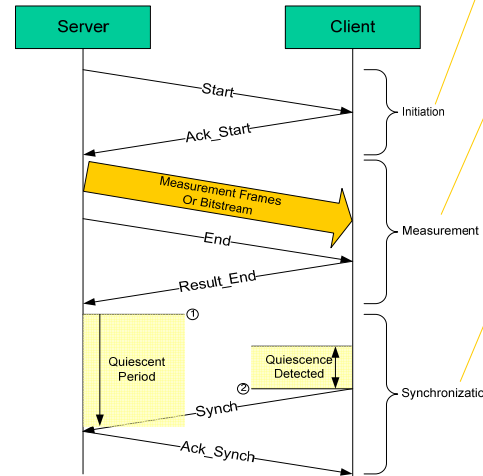 Server
Client
Start
Initiation
Ack_Start
Measurement Frames
Or Bitstream
Measurement
End
Result_End
1
Quiescent
Period
Quiescence
Detected
2
Synch
Synchronizatio
Ack_Synch